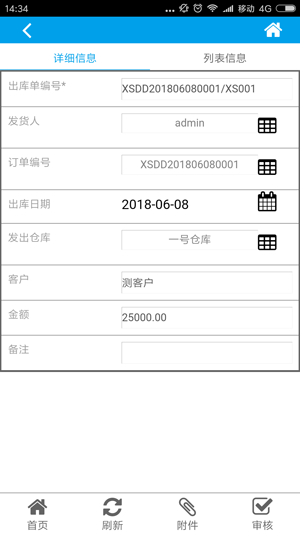 14:34
移动 4G
详细信息 列表信息
出库单编号* XSDD201806080001/XS001
发货人 admin
订单编号 XSDD201806080001
出库日期 2018-06-08
发出仓库 一号仓库
客户 测客户
金额 25000.00
备注
首页 刷新 附件 审核